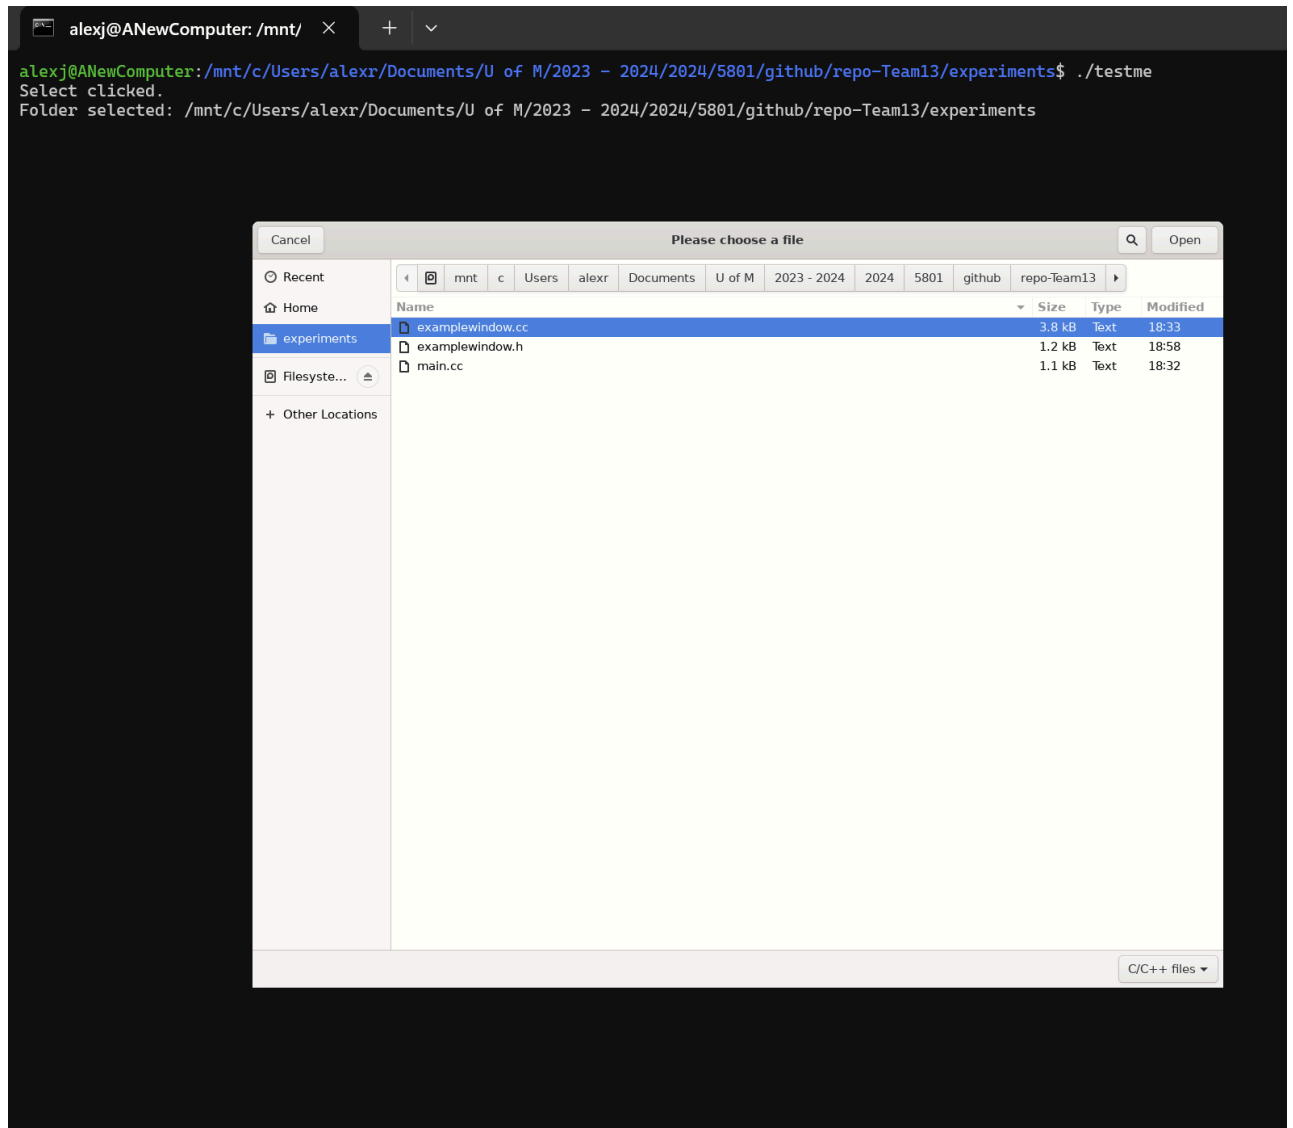 alexj@ANewComputer: /mnt/
alexj@ANewComputer:/mnt/c/Users/alexr/Documents/U of M/2023 - 2024/2024/5801/github/repo-Team13/experiments$ ./testme
Select clicked.
Folder selected: /mnt/c/Users/alexr/Documents/U of M/2023 - 2024/2024/5801/github/repo-Team13/experiments
Cancel Please choose a file Open
Recent mnt c Users alexr Documents U of M 2023 - 2024 2024 5801 github repo-Team13
Home Name Size Type Modified
examplewindow.cc 3.8 kB Text 18:33
experiments examplewindow.h 1.2 kB Text 18:58
main.cc 1.1 kB Text 18:32
Filesyste...
+ Other Locations
C/C++ files